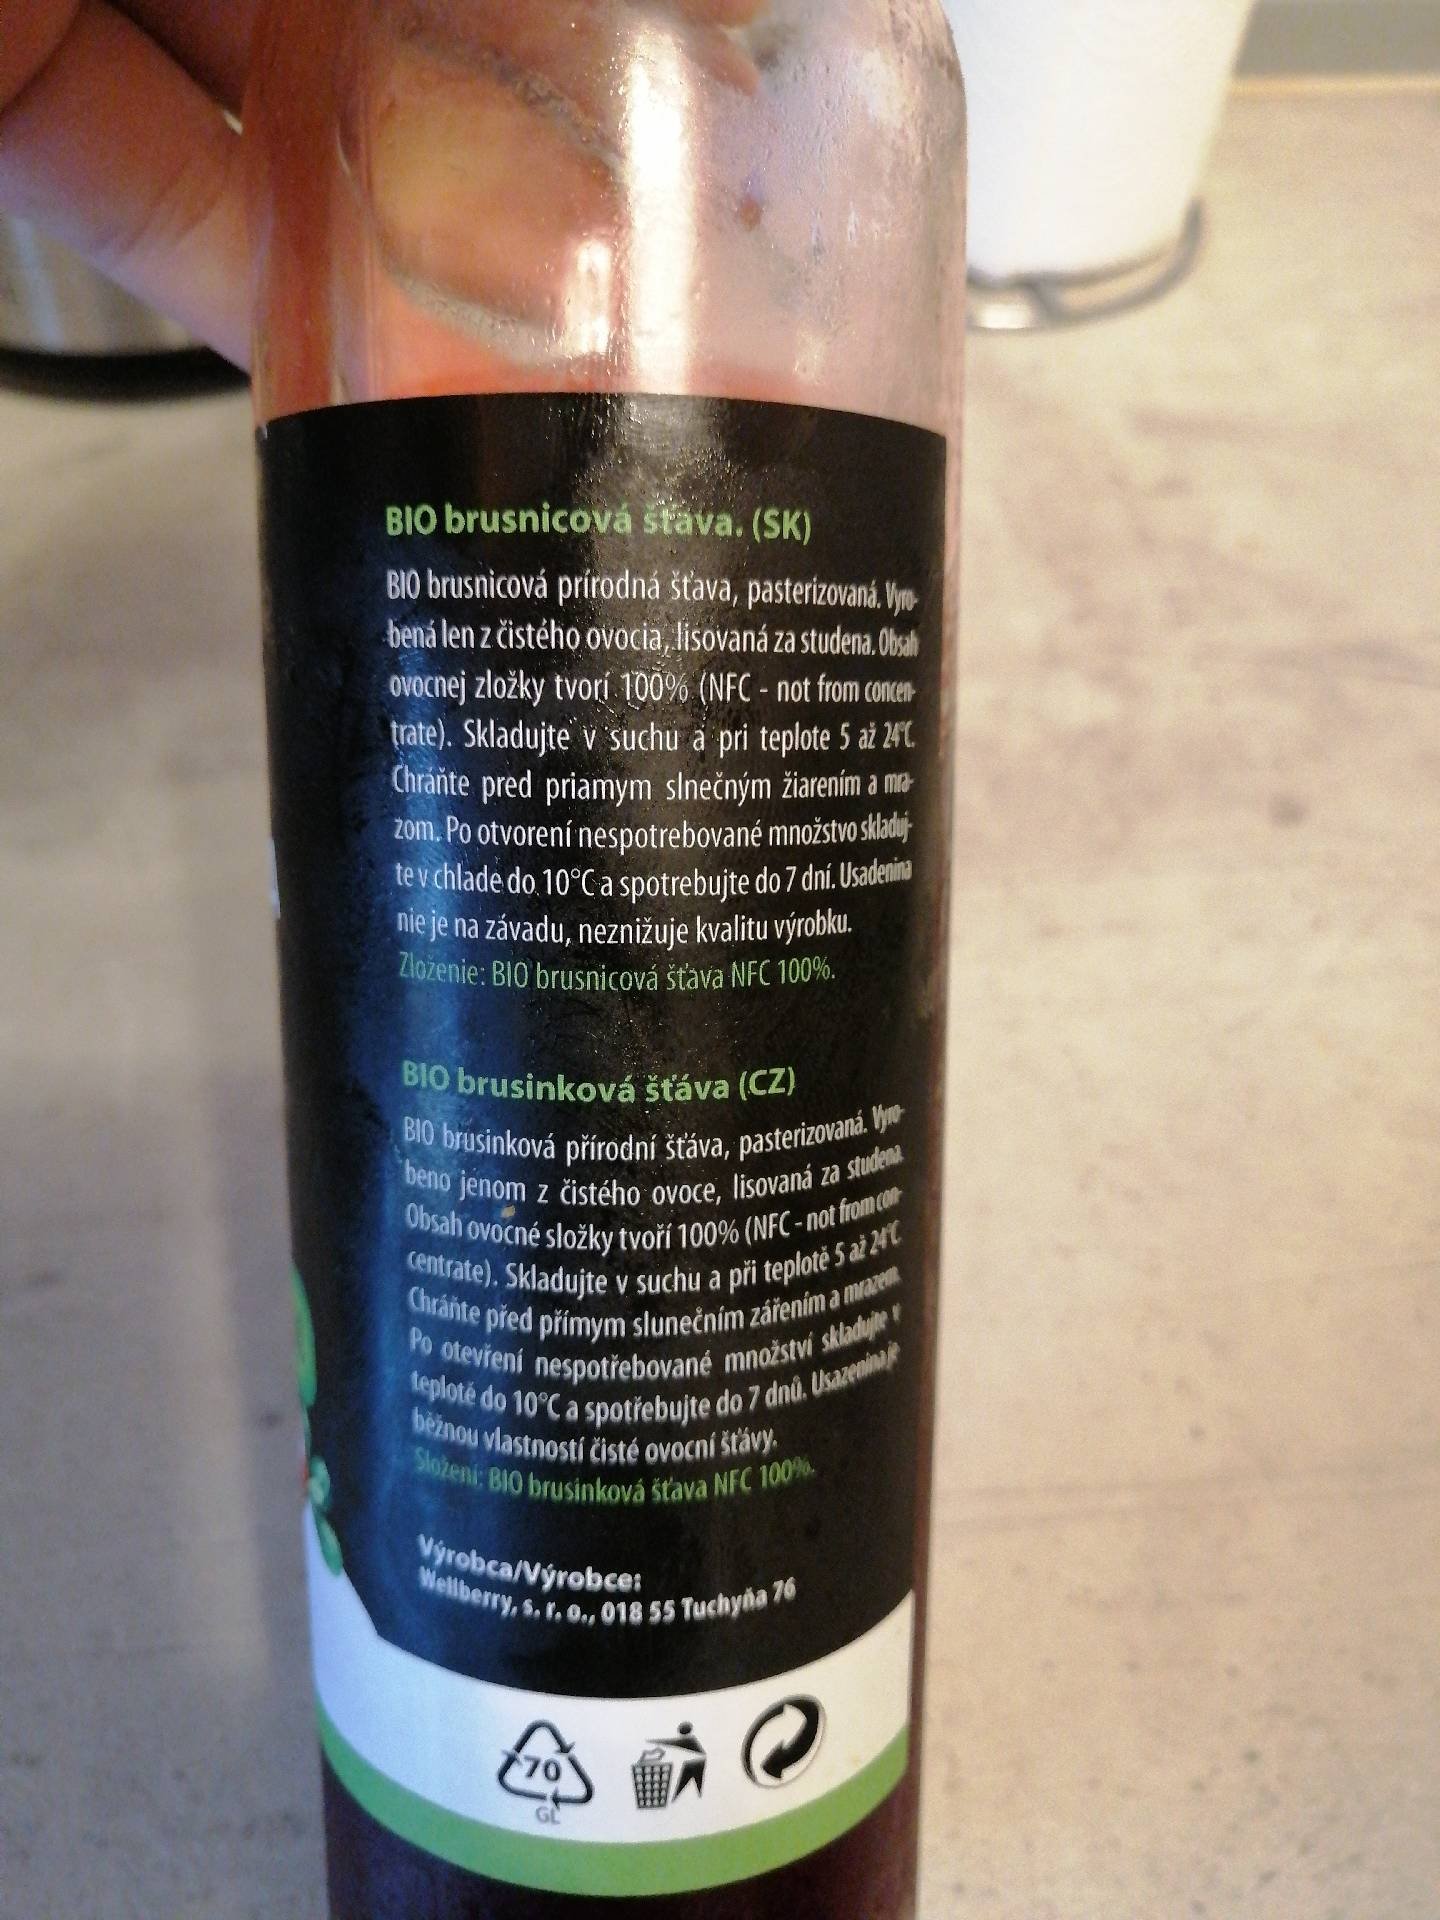 BIO brusnicová šťava. (SK)
BIO brusnicová prírodná šťava, pasterizovaná. Vyro-
bená len z čistého ovocia, lisovaná za studena. Obsah
ovocnej zložky tvorí 100% (NFC - not from concen-
trate). Skladujte v suchu a pri teplote 5 až 24°C.
Chráňte pred priamym slnečným žiarením a mra-
zom. Po otvorení nespotrebované množstvo skladuj-
te v chlade do 10°C a spotrebujte do 7 dní. Usadenina
nie je na závadu, neznižuje kvalitu výrobku.
Zloženie: BIO brusnicová šťava NFC 100%.
BIO brusinková šťáva (CZ)
BIO brusinková přírodní šťáva, pasterizovaná. Vyro-
beno jenom z čistého ovoce, lisovaná za studena.
Obsah ovocné složky tvoří 100% (NFC - not from con-
centrate). Skladujte v suchu a při teplotě 5 až 24°C.
Chráňte před přímym slunečním zářením a mrazem.
Po otevření nespotřebované množství skladujte v
teplotě do 10°C a spotřebujte do 7 dnů. Usazenina je
běžnou vlastností čisté ovocní šťávy.
Složení: BIO brusinková šťava NFC 100%.
Výrobca/Výrobce:
Wellberry, s. r. o., 018 55 Tuchyňa 76
70
GL